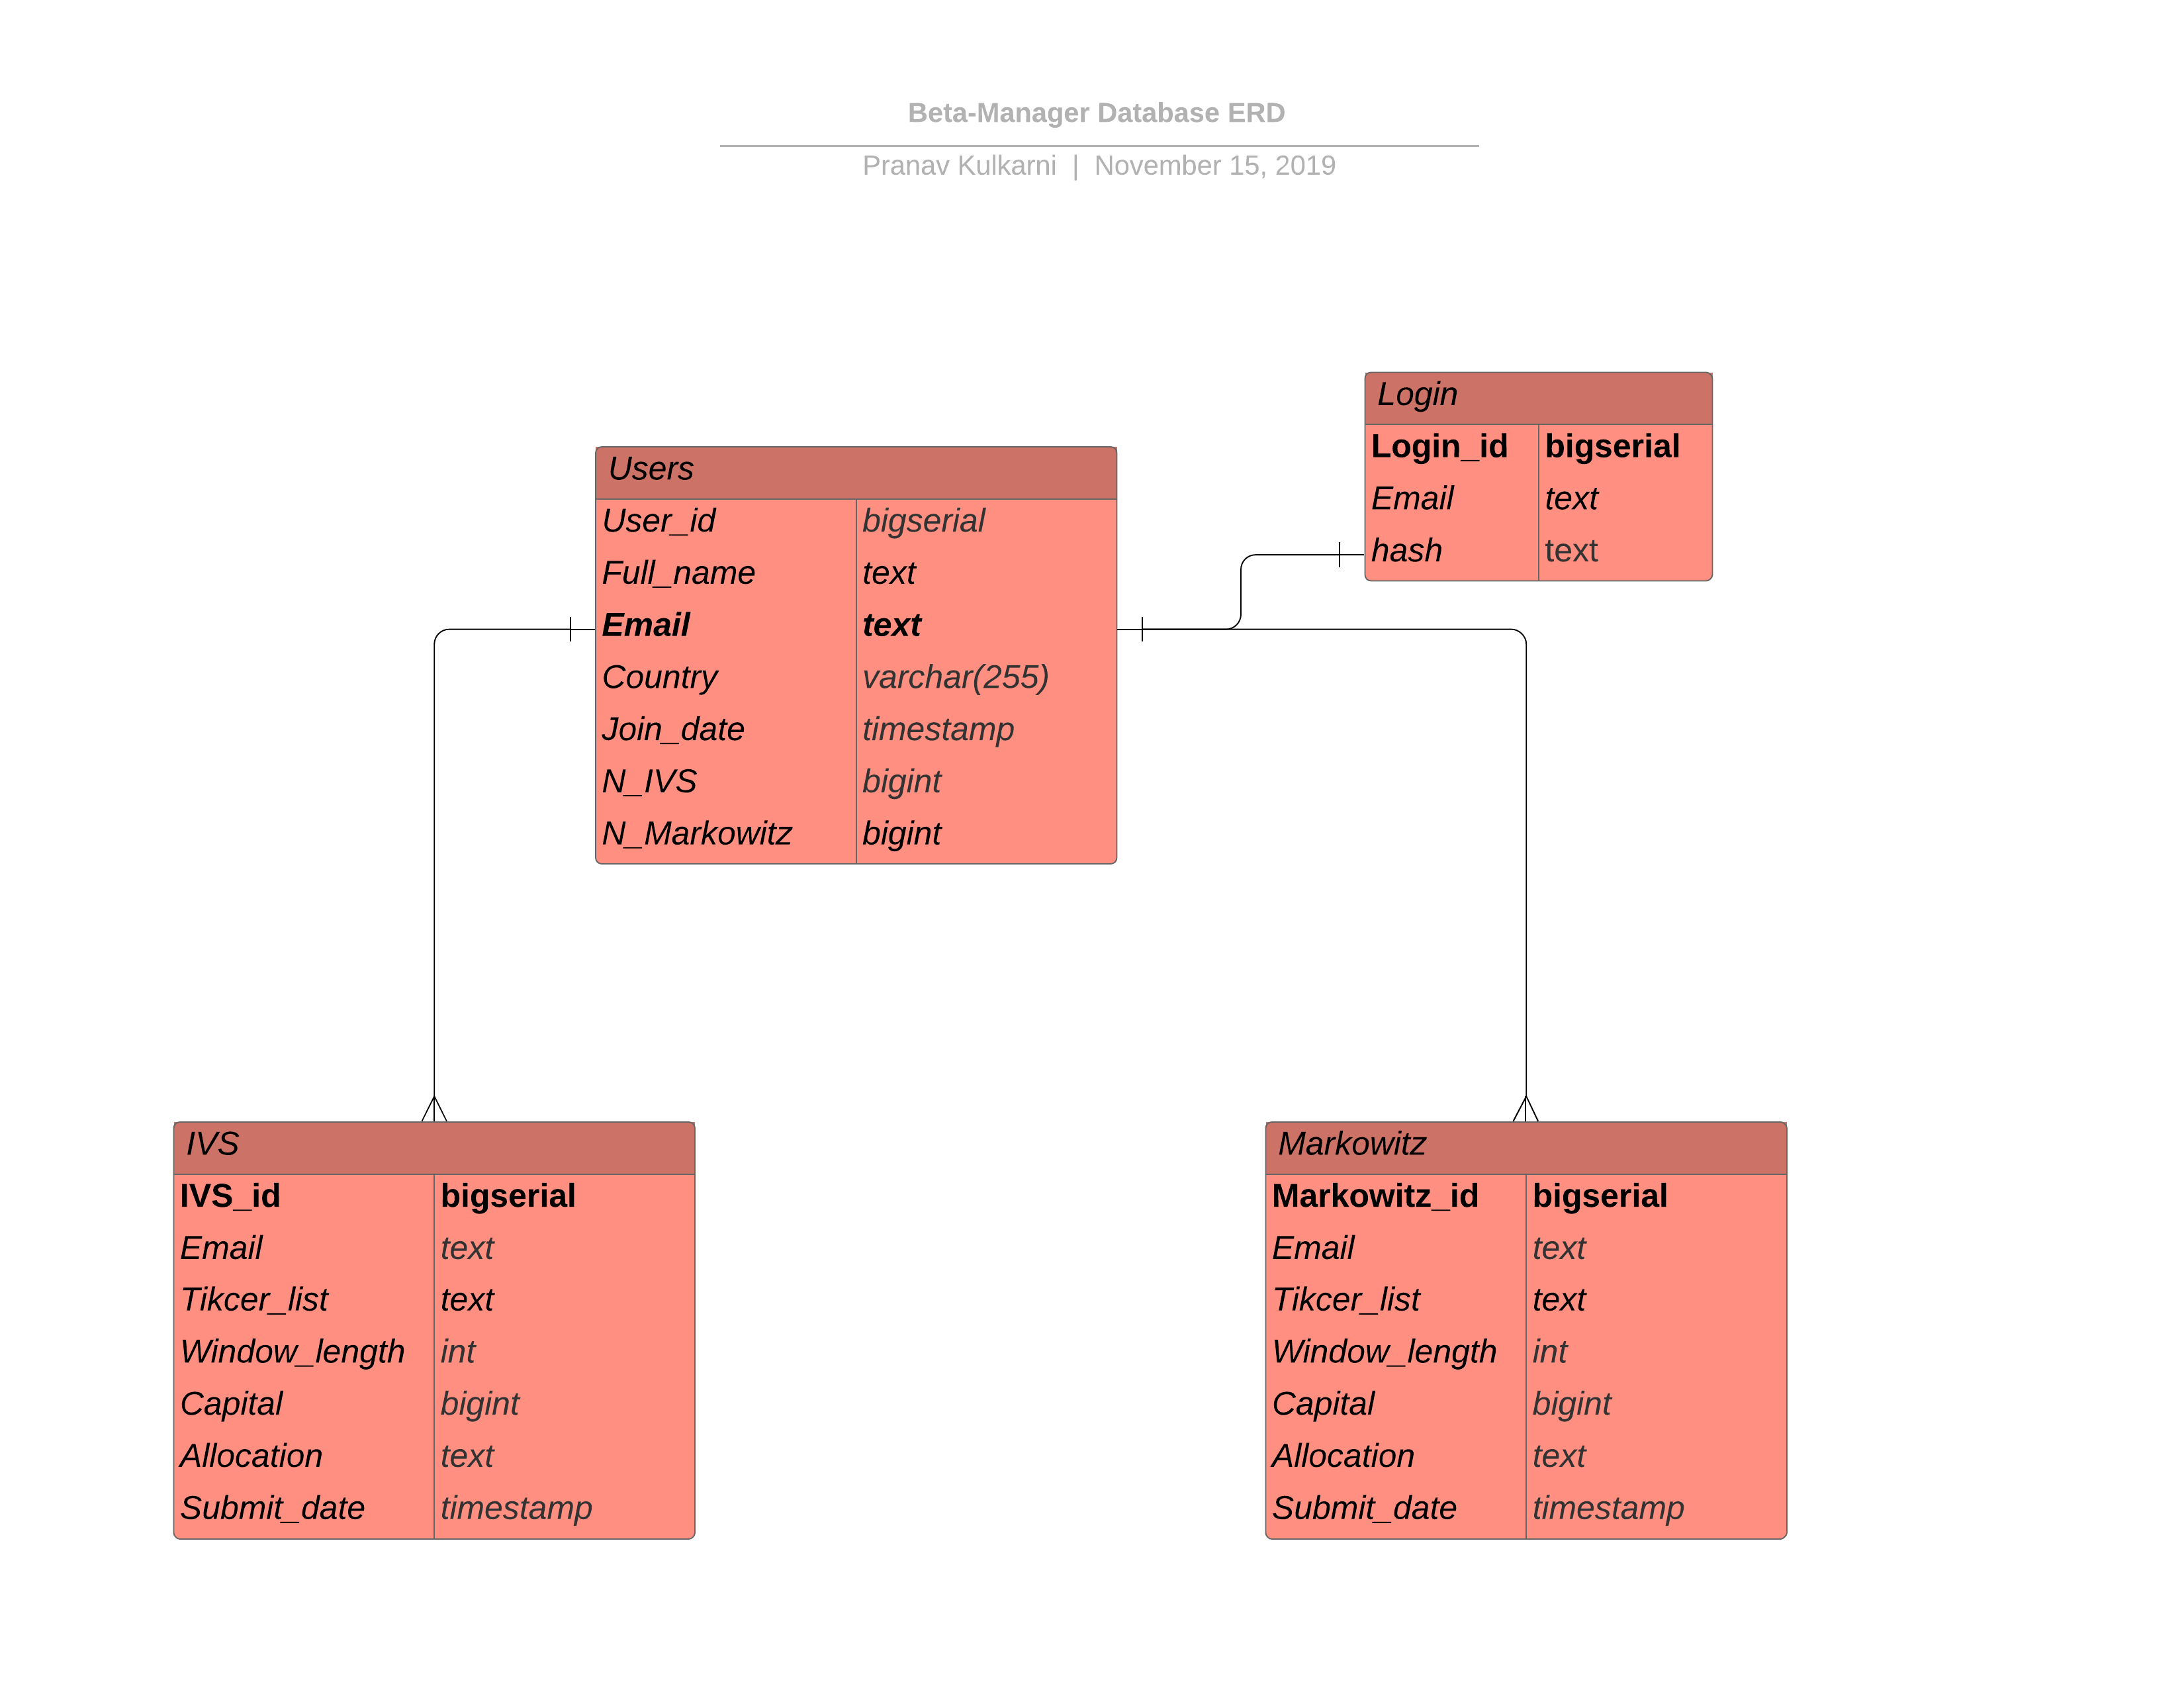 Beta-Manager Database ERD
Pranav Kulkarni | November 15, 2019
Login
Login_id bigserial
Email text
hash text
Users
User_id bigserial
Full_name text
Email text
Country varchar(255)
Join_date timestamp
N_IVS bigint
N_Markowitz bigint
IVS
IVS_id bigserial
Email text
Tikcer_list text
Window_length int
Capital bigint
Allocation text
Submit_date timestamp
Markowitz
Markowitz_id bigserial
Email text
Tikcer_list text
Window_length int
Capital bigint
Allocation text
Submit_date timestamp